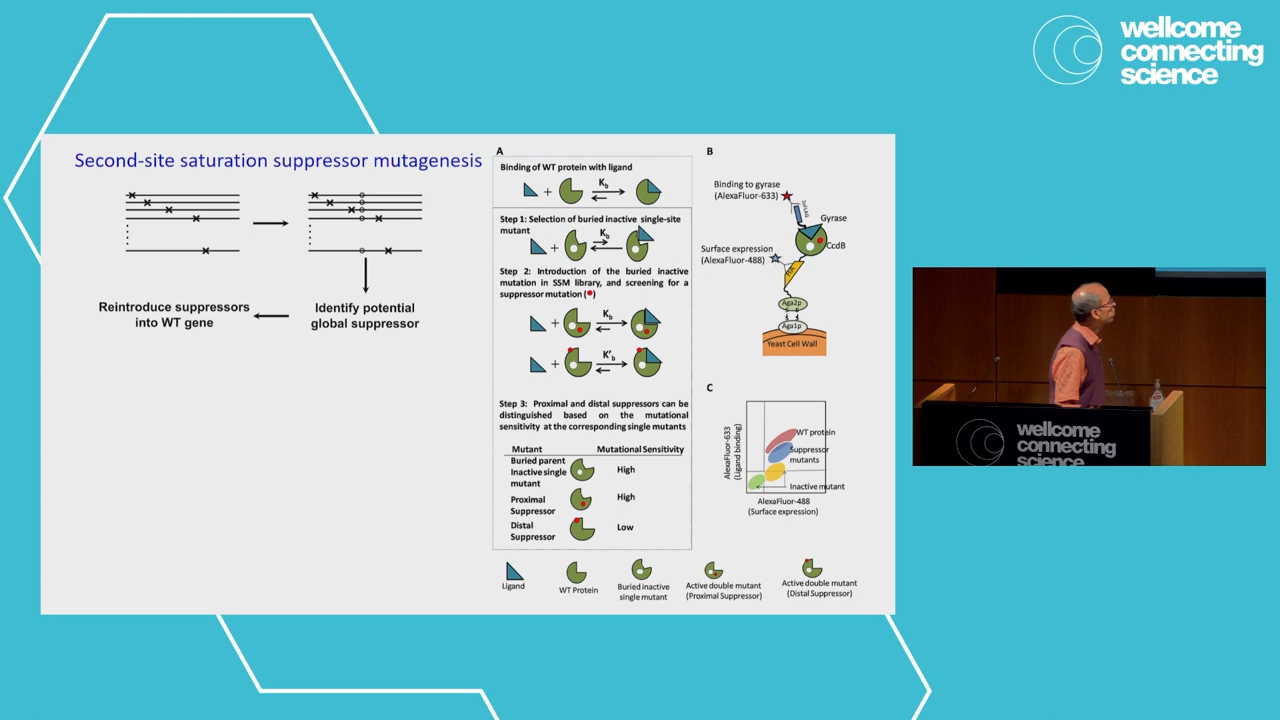 wellcome
connecting
science
Second-site saturation suppressor mutagenesis
Reintroduce suppressors
into WT gene
Identify potential
global suppressor
A
Binding of WT protein with ligand
+
Kb
Step 1: Selection of buried inactive single-site
mutant
+
Kb
Step 2: Introduction of the buried inactive
mutation in SSM library, and screening for a
suppressor mutation ( )
+
Kb
+
K'b
Step 3: Proximal and distal suppressors can be
distinguished based on the mutational
sensitivity at the corresponding single mutants
Mutant Mutational Sensitivity
Buried parent
Inactive single
mutant
High
Proximal
Suppressor
High
Distal
Suppressor
Low
B
Binding to gyrase
(AlexaFluor-633)
Gyrase
CcdB
Surface expression
(AlexaFluor-488)
HA
Aga2p
S S
Aga1p
Yeast Cell Wall
C
AlexaFluor-633
(Ligand binding)
WT protein
Suppressor
mutants
Inactive mutant
AlexaFluor-488
(Surface expression)
Ligand
WT Protein
Buried inactive
single mutant
Active double mutant
(Proximal Suppressor)
Active double mutant
(Distal Suppressor)
wellcome
connecting
science